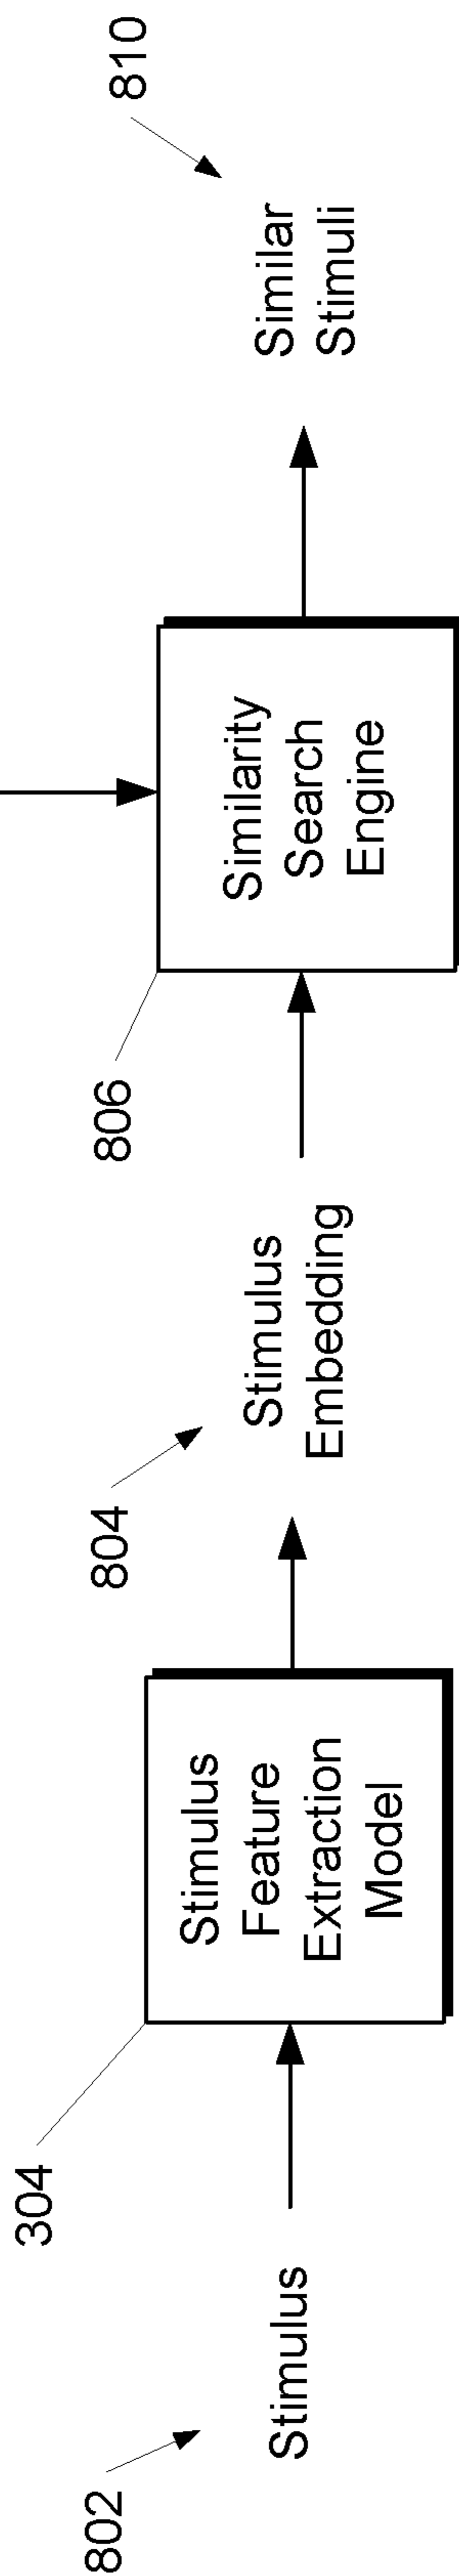 802
Stimulus
304
Stimulus
Feature
Extraction
Model
804
Stimulus
Embedding
806
Similarity
Search
Engine
810
Similar
Stimuli